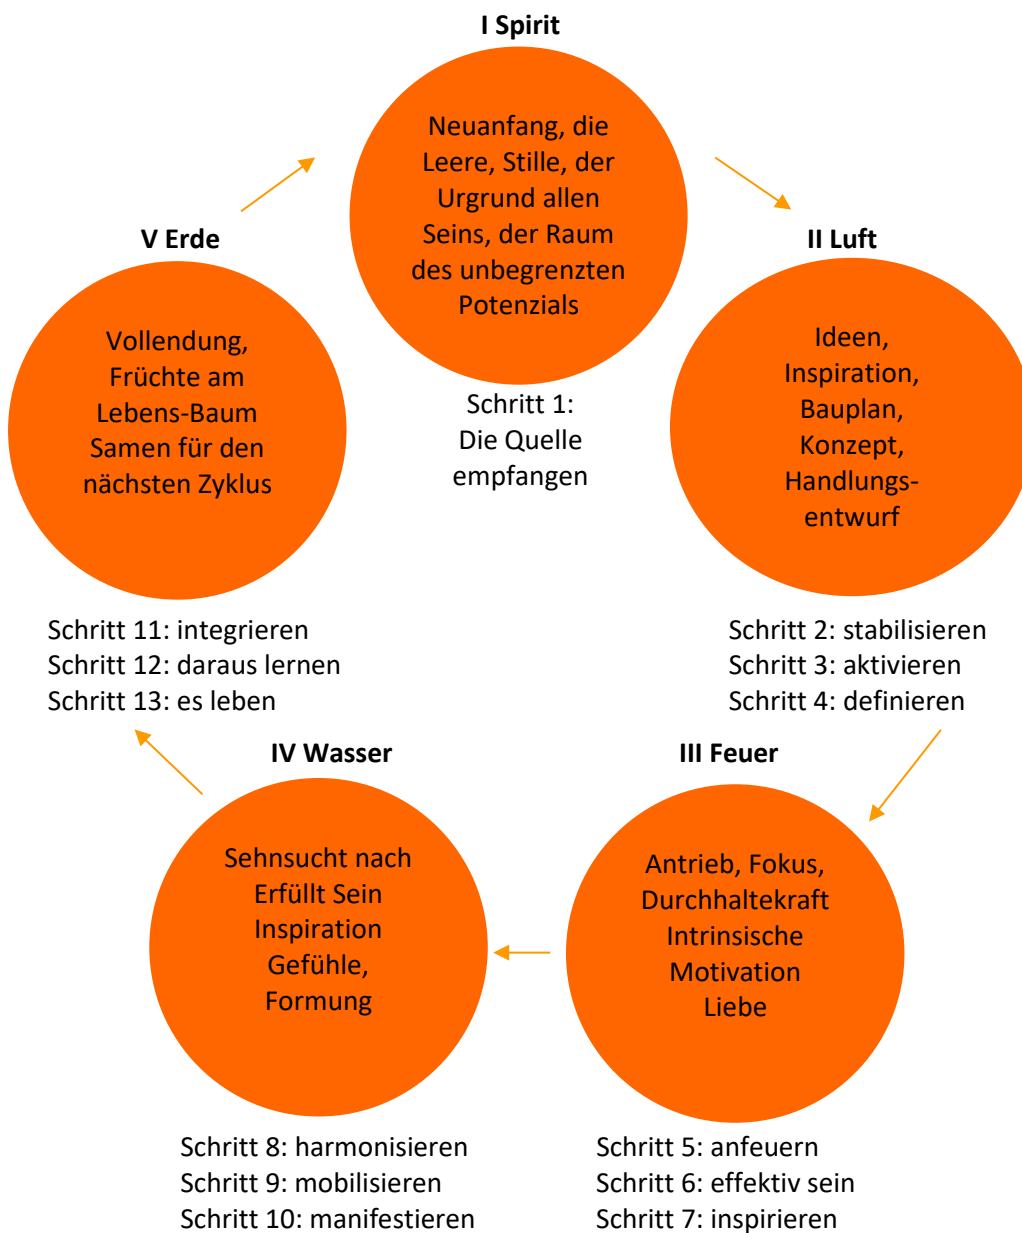 I Spirit
Neuanfang, die
Leere, Stille, der
Urgrund allen
Seins, der Raum
des unbegrenzten
Potenzials
Schritt 1:
Die Quelle
empfangen
II Luft
Ideen,
Inspiration,
Bauplan,
Konzept,
Handlungs-
entwurf
Schritt 2: stabilisieren
Schritt 3: aktivieren
Schritt 4: definieren
III Feuer
Antrieb, Fokus,
Durchhaltekraft
Intrinsische
Motivation
Liebe
Schritt 5: anfeuern
Schritt 6: effektiv sein
Schritt 7: inspirieren
IV Wasser
Sehnsucht nach
Erfüllt Sein
Inspiration
Gefühle,
Formung
Schritt 8: harmonisieren
Schritt 9: mobilisieren
Schritt 10: manifestieren
V Erde
Vollendung,
Früchte am
Lebens-Baum
Samen für den
nächsten Zyklus
Schritt 11: integrieren
Schritt 12: daraus lernen
Schritt 13: es leben